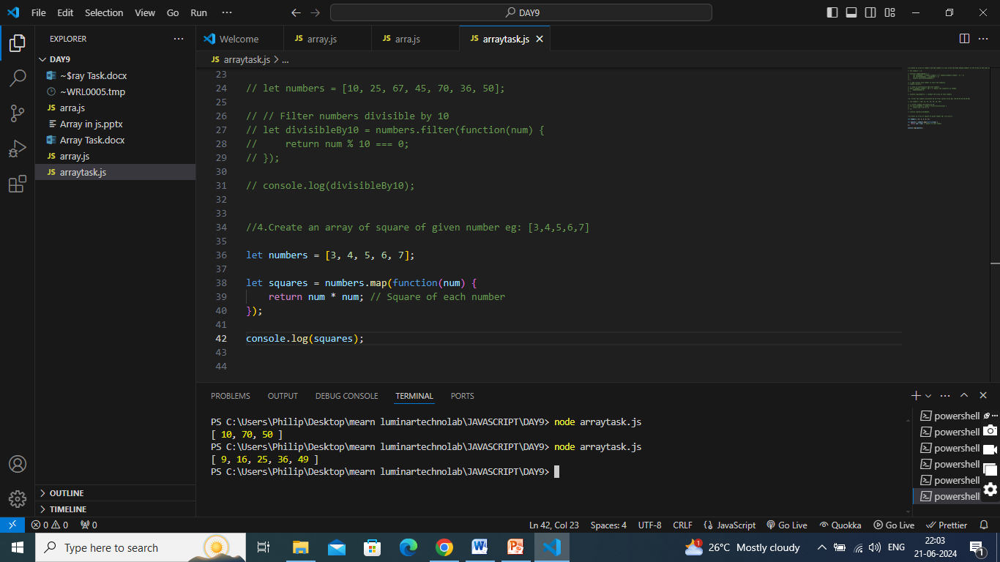 File Edit Selection View Go Run ··· DAY9
EXPLORER ···
DAY9
~$ray Task.docx
~WRL0005.tmp
JS arra.js
Array in js.pptx
Array Task.docx
JS array.js
JS arraytask.js
OUTLINE
TIMELINE
Welcome JS array.js JS arra.js JS arraytask.js
JS arraytask.js > ...
23
24 // let numbers = [10, 25, 67, 45, 70, 36, 50];
25
26 // // Filter numbers divisible by 10
27 // let divisibleBy10 = numbers.filter(function(num) {
28 //     return num % 10 === 0;
29 // });
30
31 // console.log(divisibleBy10);
32
33
34 //4.Create an array of square of given number eg: [3,4,5,6,7]
35
36 let numbers = [3, 4, 5, 6, 7];
37
38 let squares = numbers.map(function(num) {
39     return num * num; // Square of each number
40 });
41
42 console.log(squares);
43
44
PROBLEMS OUTPUT DEBUG CONSOLE TERMINAL PORTS
PS C:\Users\Philip\Desktop\mearn luminartechnolab\JAVASCRIPT\DAY9> node arraytask.js
[ 10, 70, 50 ]
PS C:\Users\Philip\Desktop\mearn luminartechnolab\JAVASCRIPT\DAY9> node arraytask.js
[ 9, 16, 25, 36, 49 ]
PS C:\Users\Philip\Desktop\mearn luminartechnolab\JAVASCRIPT\DAY9>
powershell
powershell
powershell
powershell
powershell
powershell
0 0 0 Ln 42, Col 23 Spaces: 4 UTF-8 CRLF {} JavaScript Go Live Quokka Go Live Prettier
Type here to search 26°C Mostly cloudy ENG 22:03
21-06-2024
1